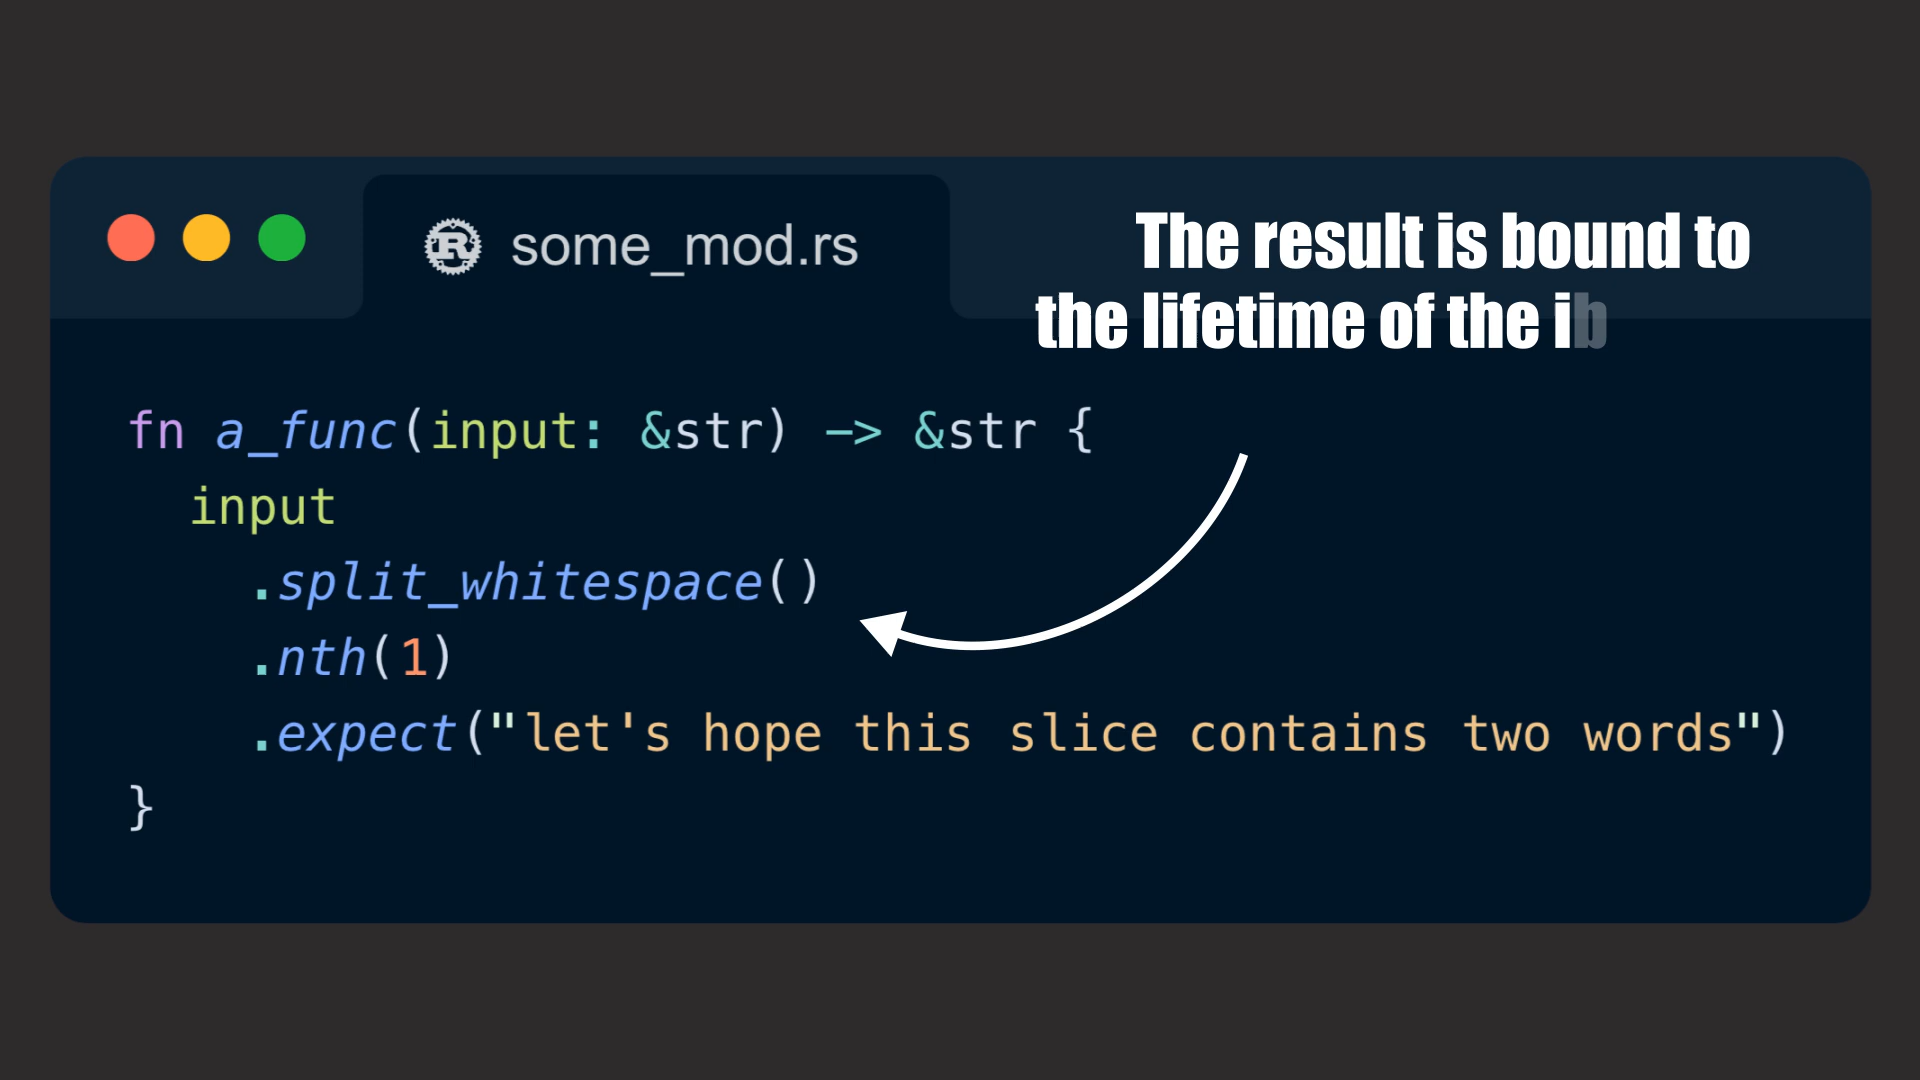 some_mod.rs
The result is bound to
the lifetime of the ib
fn a_func(input: &str) -> &str {
input
.split_whitespace()
.nth(1)
.expect("let's hope this slice contains two words")
}